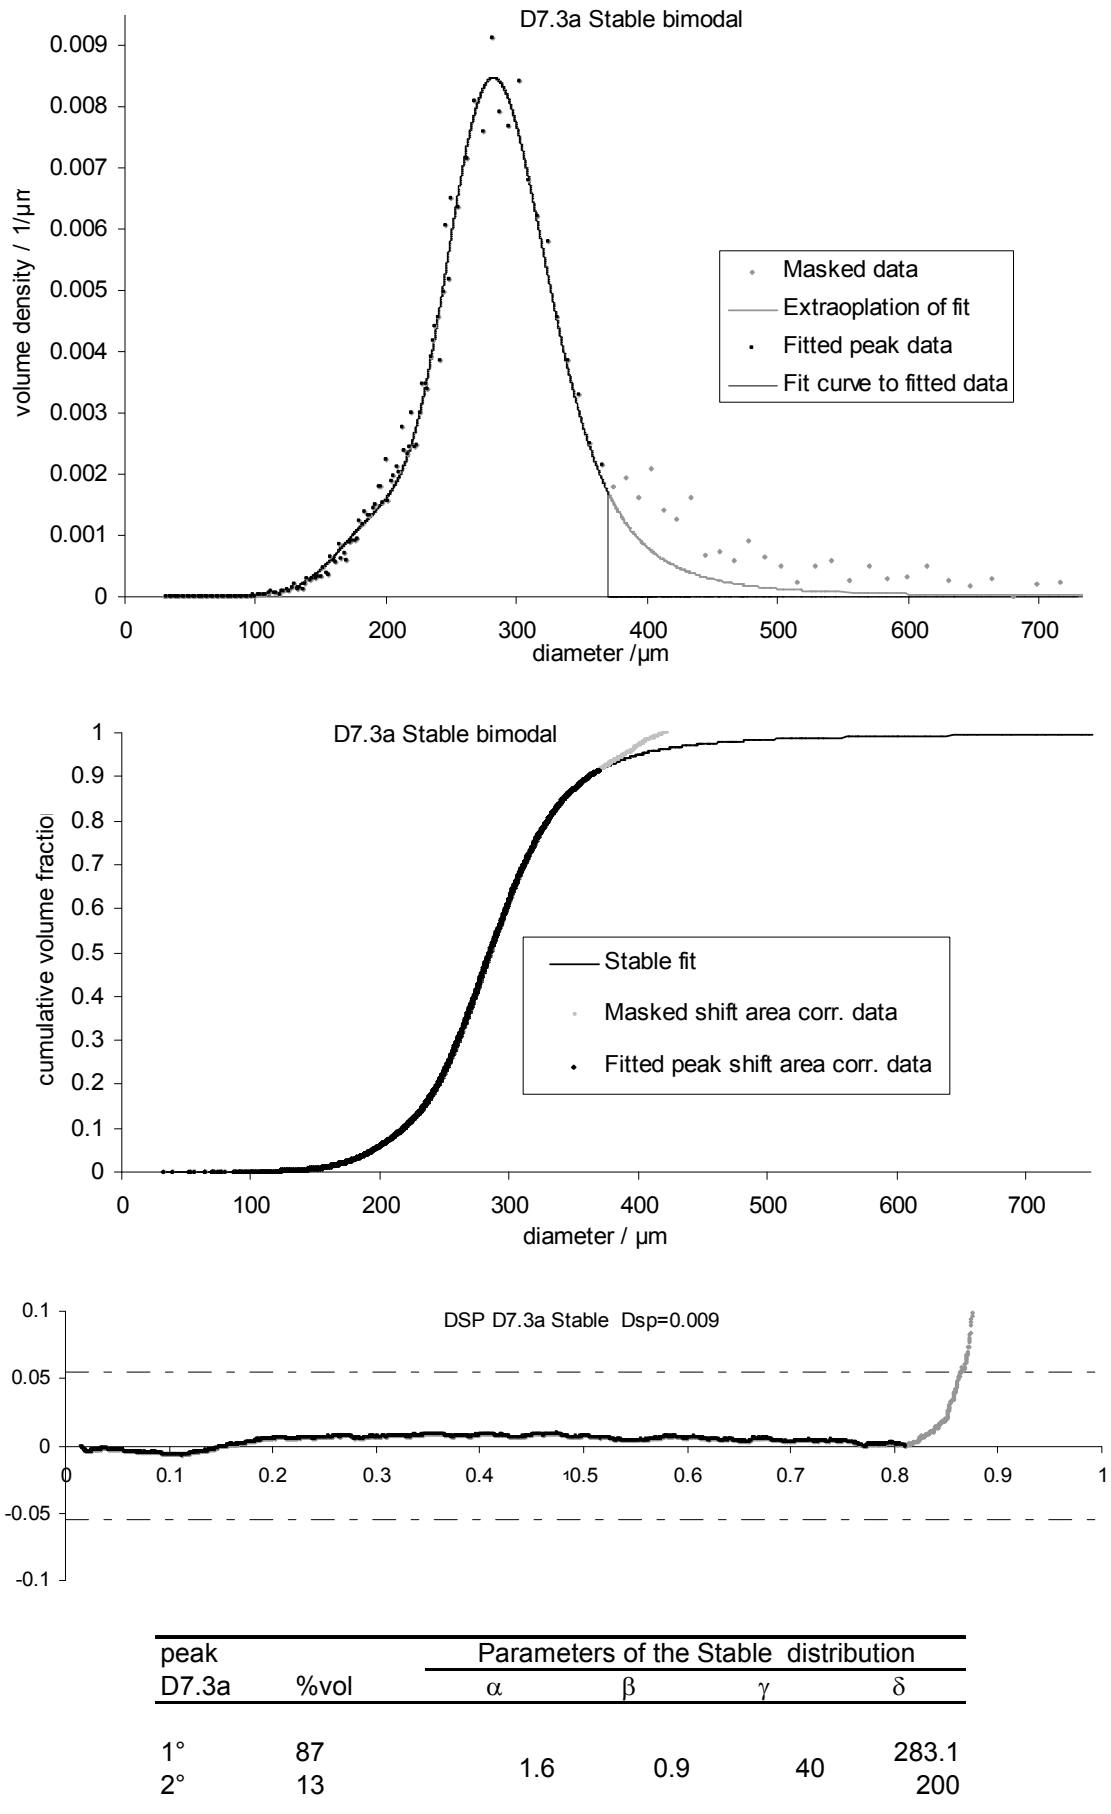 D7.3a Stable bimodal
0.009
0.008
0.007
0.006
0.005
0.004
0.003
0.002
0.001
0
volume density / 1/µm
Masked data
Extraoplation of fit
Fitted peak data
Fit curve to fitted data
0 100 200 300 400 500 600 700
diameter /µm
D7.3a Stable bimodal
1
0.9
0.8
0.7
0.6
0.5
0.4
0.3
0.2
0.1
0
cumulative volume fractio
Stable fit
Masked shift area corr. data
Fitted peak shift area corr. data
0 100 200 300 400 500 600 700
diameter / µm
DSP D7.3a Stable Dsp=0.009
0.1
0.05
0
-0.05
-0.1
0 0.1 0.2 0.3 0.4 0.5 0.6 0.7 0.8 0.9 1
peak Parameters of the Stable distribution
D7.3a %vol α β γ δ
1° 87 283.1
1.6 0.9 40
2° 13 200